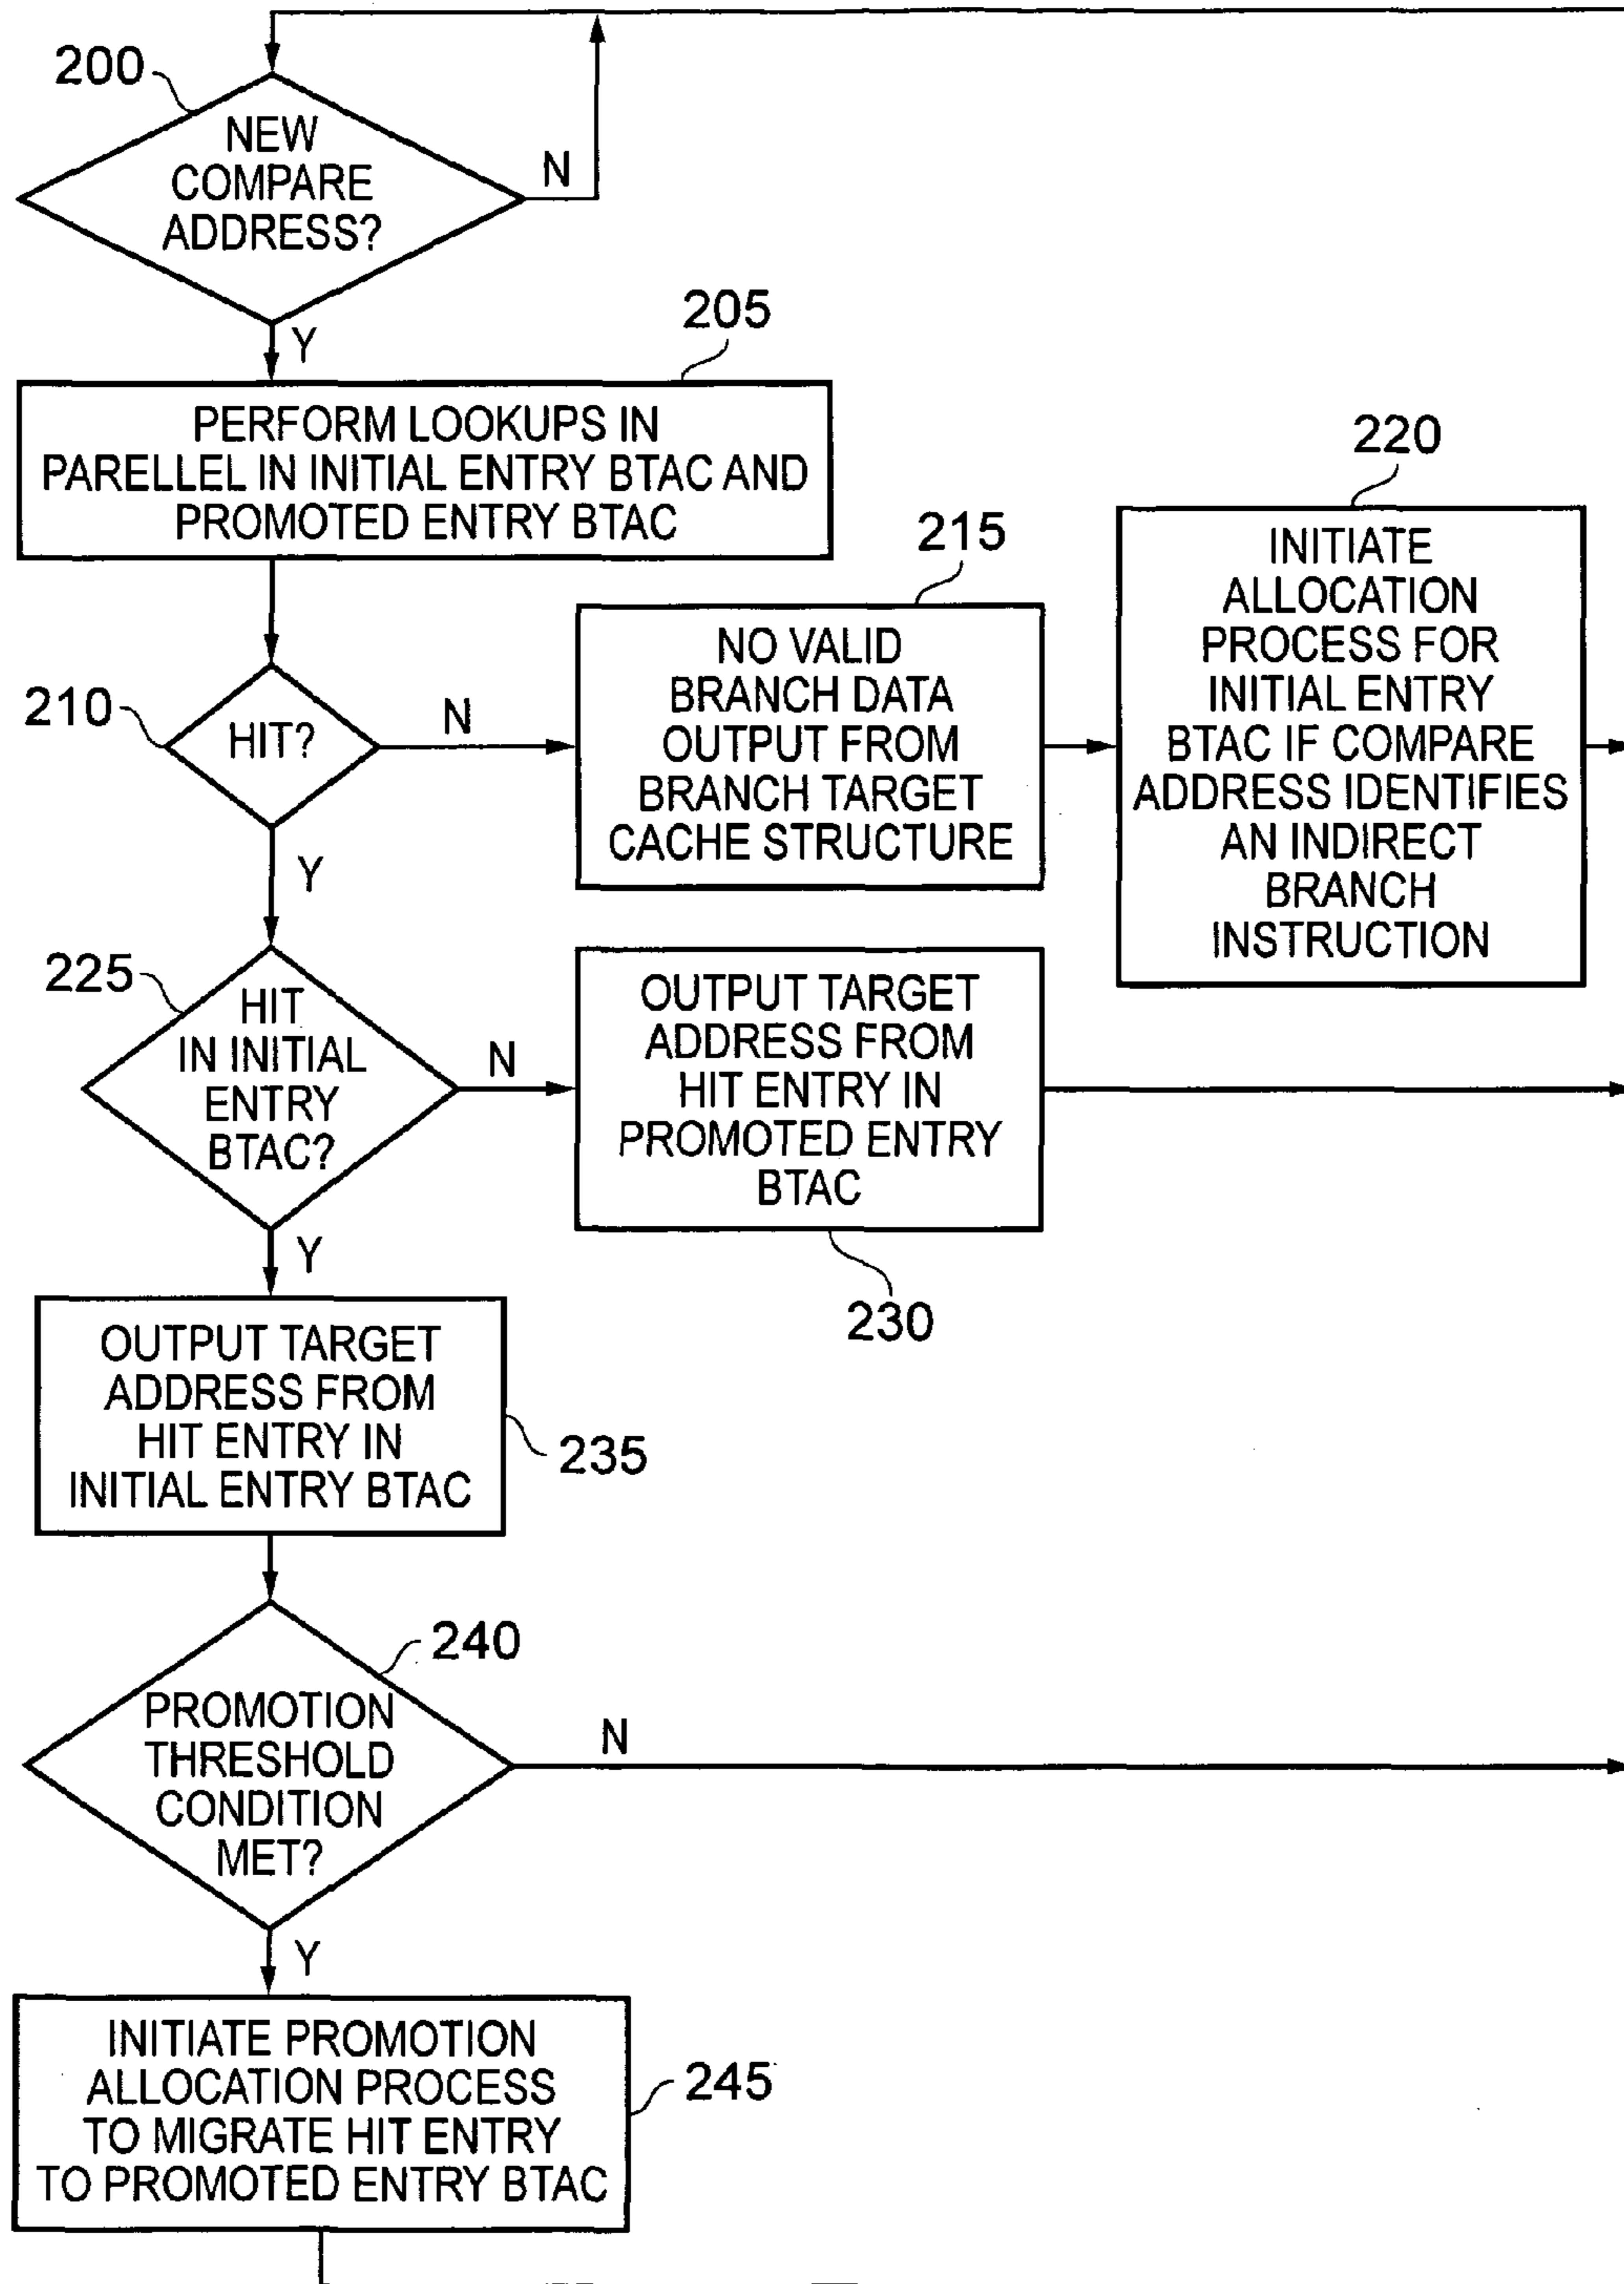 200
NEW
COMPARE
ADDRESS?
N
Y
205
PERFORM LOOKUPS IN
PARELLEL IN INITIAL ENTRY BTAC AND
PROMOTED ENTRY BTAC
210
HIT?
N
Y
215
NO VALID
BRANCH DATA
OUTPUT FROM
BRANCH TARGET
CACHE STRUCTURE
220
INITIATE
ALLOCATION
PROCESS FOR
INITIAL ENTRY
BTAC IF COMPARE
ADDRESS IDENTIFIES
AN INDIRECT
BRANCH
INSTRUCTION
225
HIT
IN INITIAL
ENTRY
BTAC?
N
Y
OUTPUT TARGET
ADDRESS FROM
HIT ENTRY IN
PROMOTED ENTRY
BTAC
230
OUTPUT TARGET
ADDRESS FROM
HIT ENTRY IN
INITIAL ENTRY BTAC
235
240
PROMOTION
THRESHOLD
CONDITION
MET?
N
Y
INITIATE PROMOTION
ALLOCATION PROCESS
TO MIGRATE HIT ENTRY
TO PROMOTED ENTRY BTAC
245